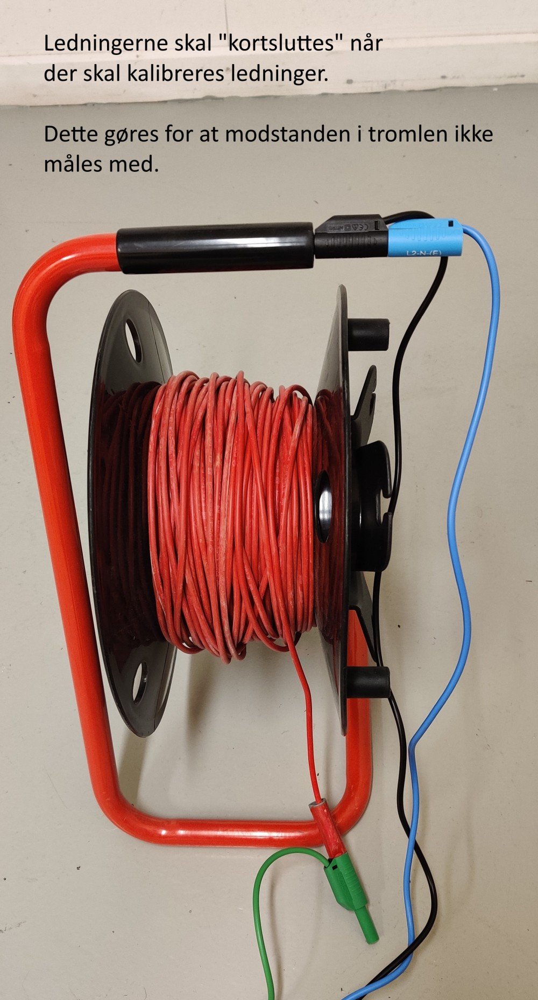 Ledningerne skal "kortsluttes" når
der skal kalibreres ledninger.
Dette gøres for at modstanden i tromlen ikke
måles med.
L2-N-(E)